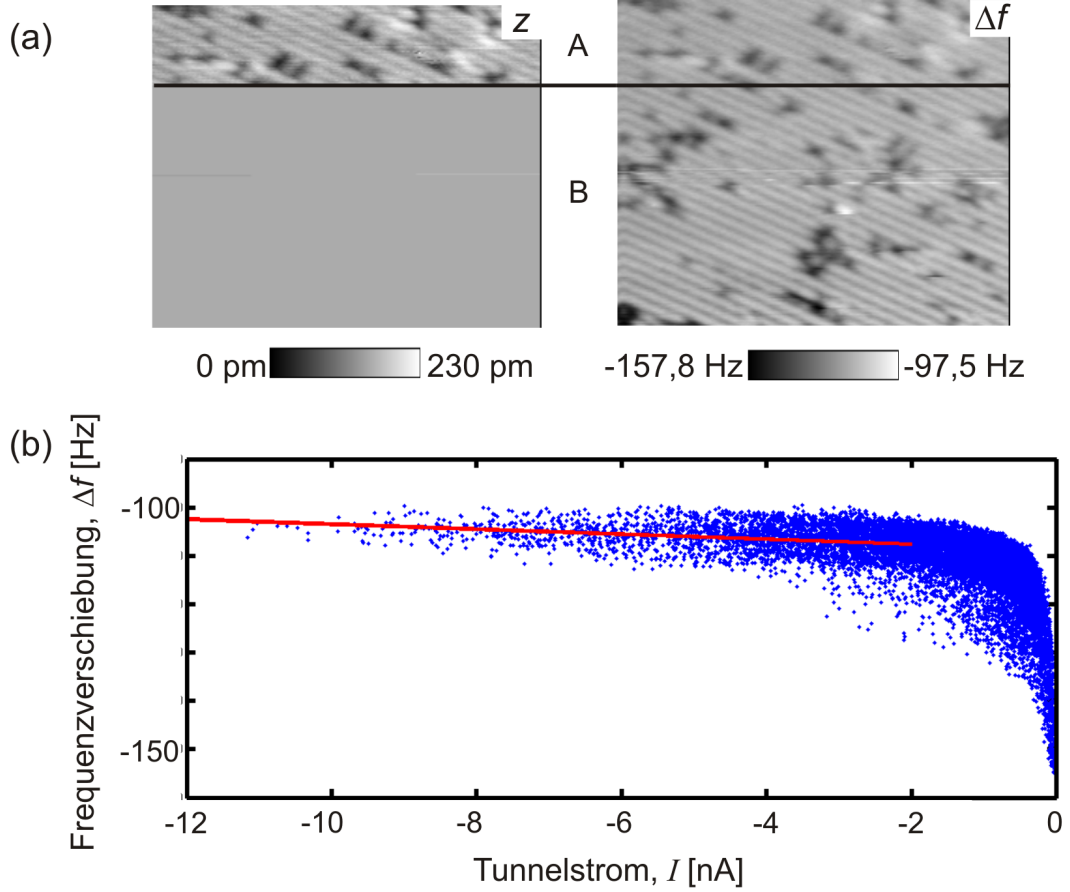 (a)
z
Δf
A
B
0 pm
230 pm
-157,8 Hz
-97,5 Hz
(b)
Frequenzverschiebung, Δf [Hz]
-100
-150
-12
-10
-8
-6
-4
-2
0
Tunnelstrom, I [nA]